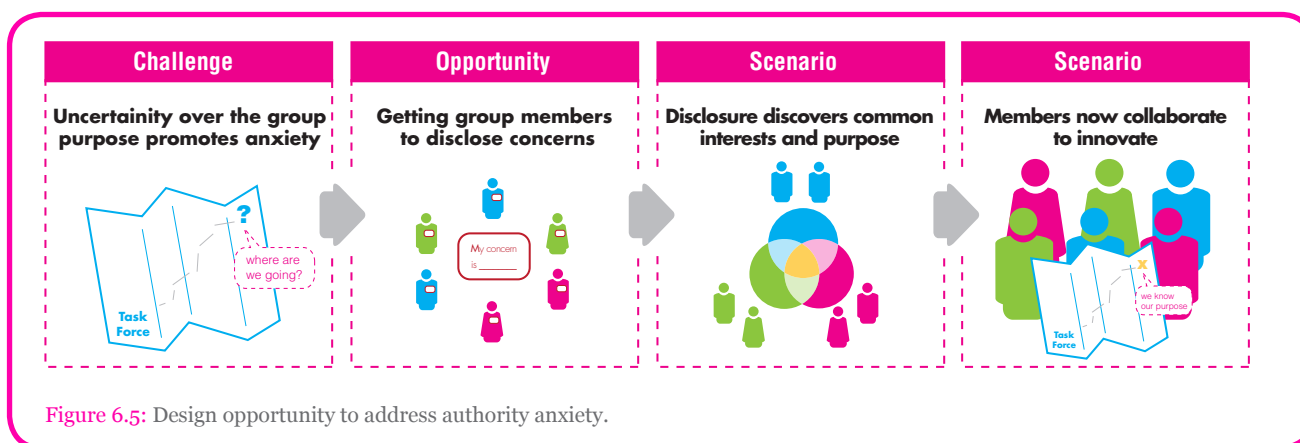 Challenge
Uncertainity over the group
purpose promotes anxiety
?
where are
we going?
Task
Force
Opportunity
Getting group members
to disclose concerns
My concern
is ______
Scenario
Disclosure discovers common
interests and purpose
Scenario
Members now collaborate
to innovate
x
we know
our purpose
Task
Force
Figure 6.5: Design opportunity to address authority anxiety.